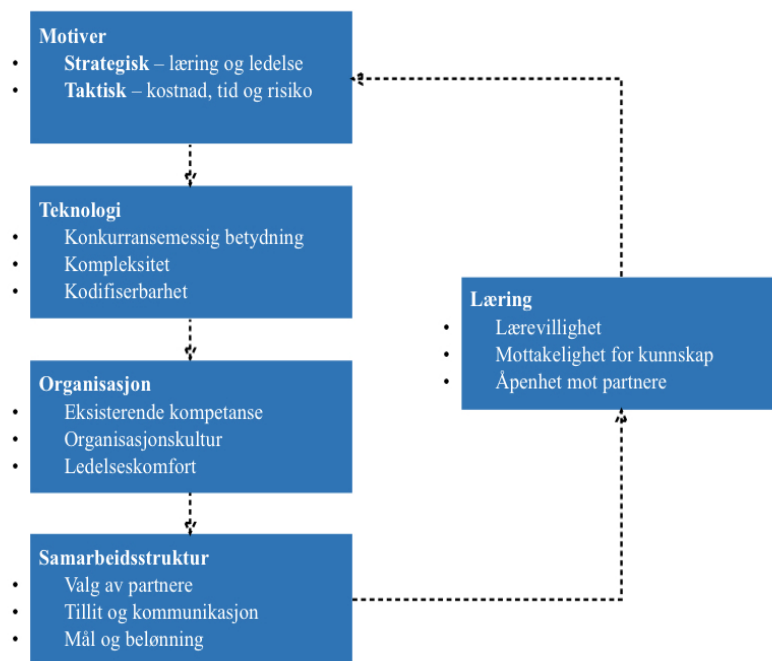 Motiver
• Strategisk – læring og ledelse
• Taktisk – kostnad, tid og risiko
Teknologi
• Konkurransemessig betydning
• Kompleksitet
• Kodifiserbarhet
Organisasjon
• Eksisterende kompetanse
• Organisasjonskultur
• Ledelseskomfort
Samarbeidsstruktur
• Valg av partnere
• Tillit og kommunikasjon
• Mål og belønning
Læring
• Lærevillighet
• Mottakelighet for kunnskap
• Åpenhet mot partnere